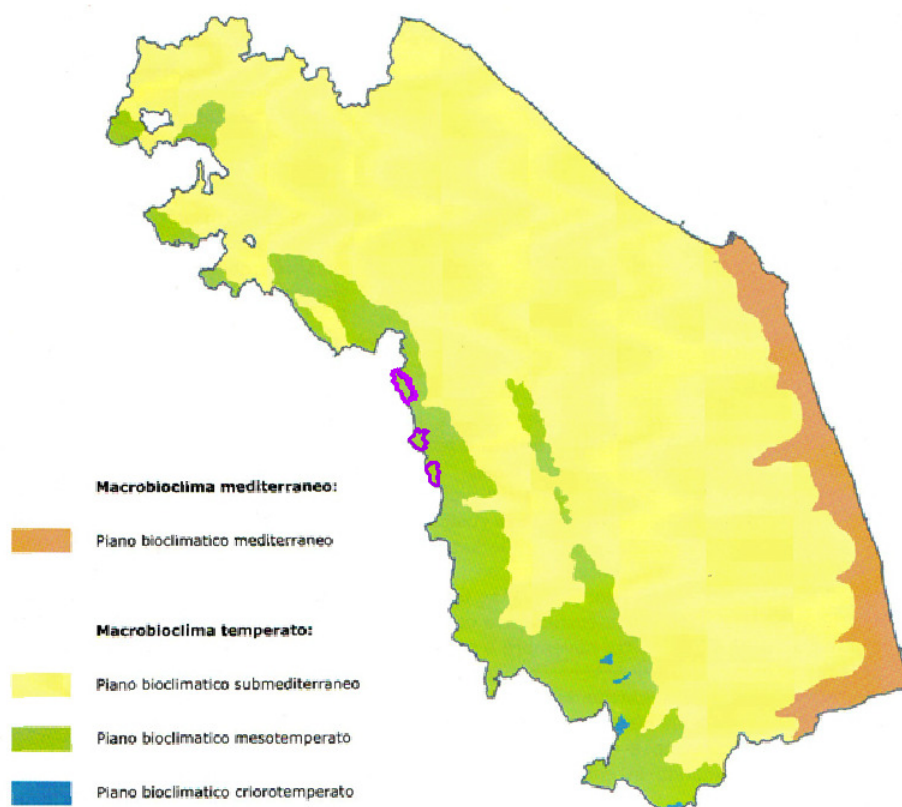 Macrobioclima mediterraneo:
Piano bioclimatico mediterraneo
Macrobioclima temperato:
Piano bioclimatico submediterraneo
Piano bioclimatico mesotemperato
Piano bioclimatico criorotemperato